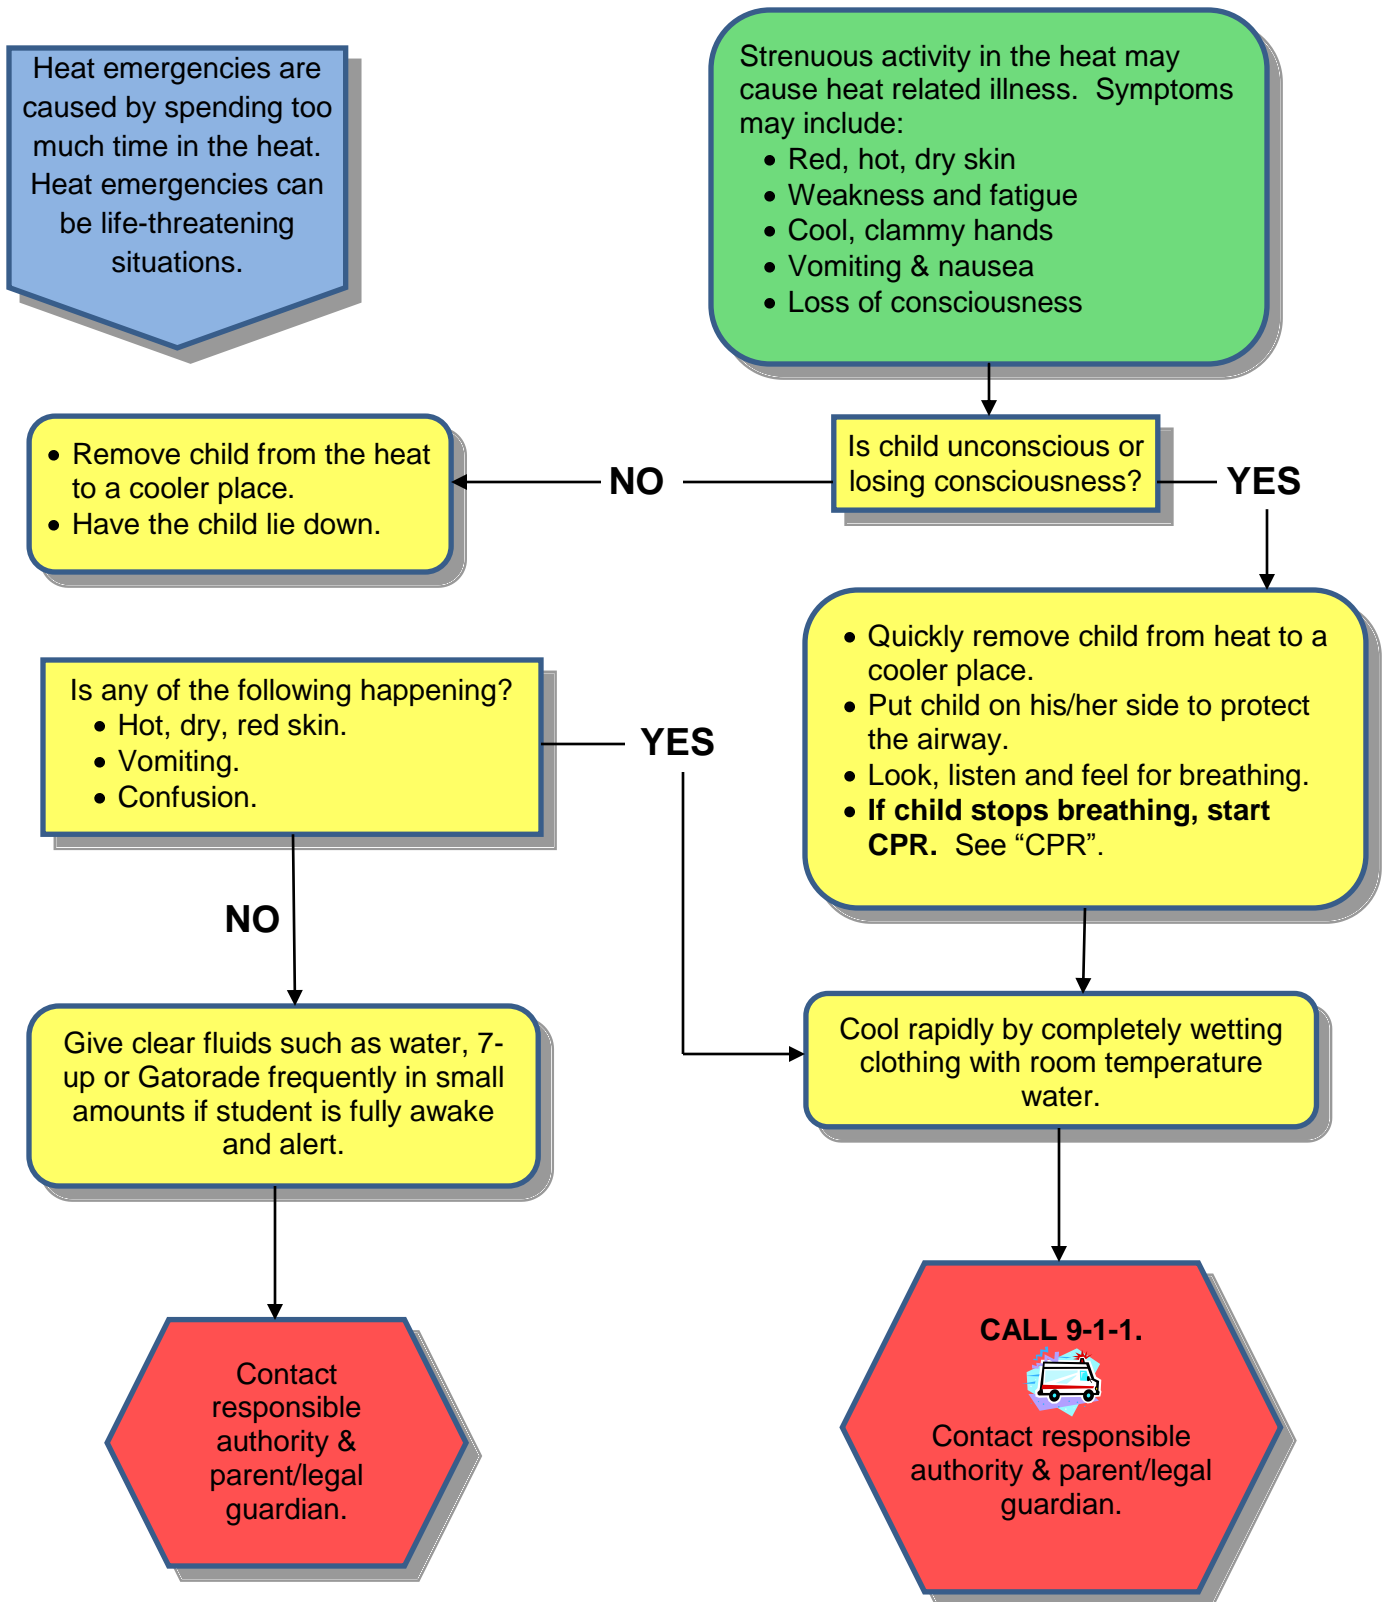 Heat emergencies are
caused by spending too
much time in the heat.
Heat emergencies can
be life-threatening
situations.
Strenuous activity in the heat may
cause heat related illness.  Symptoms
may include:
• Red, hot, dry skin
• Weakness and fatigue
• Cool, clammy hands
• Vomiting & nausea
• Loss of consciousness
Is child unconscious or
losing consciousness?
NO
YES
• Remove child from the heat
to a cooler place.
• Have the child lie down.
• Quickly remove child from heat to a
cooler place.
• Put child on his/her side to protect
the airway.
• Look, listen and feel for breathing.
• If child stops breathing, start
CPR.  See “CPR”.
Is any of the following happening?
• Hot, dry, red skin.
• Vomiting.
• Confusion.
YES
NO
Give clear fluids such as water, 7-
up or Gatorade frequently in small
amounts if student is fully awake
and alert.
Cool rapidly by completely wetting
clothing with room temperature
water.
Contact
responsible
authority &
parent/legal
guardian.
CALL 9-1-1.
Contact responsible
authority & parent/legal
guardian.